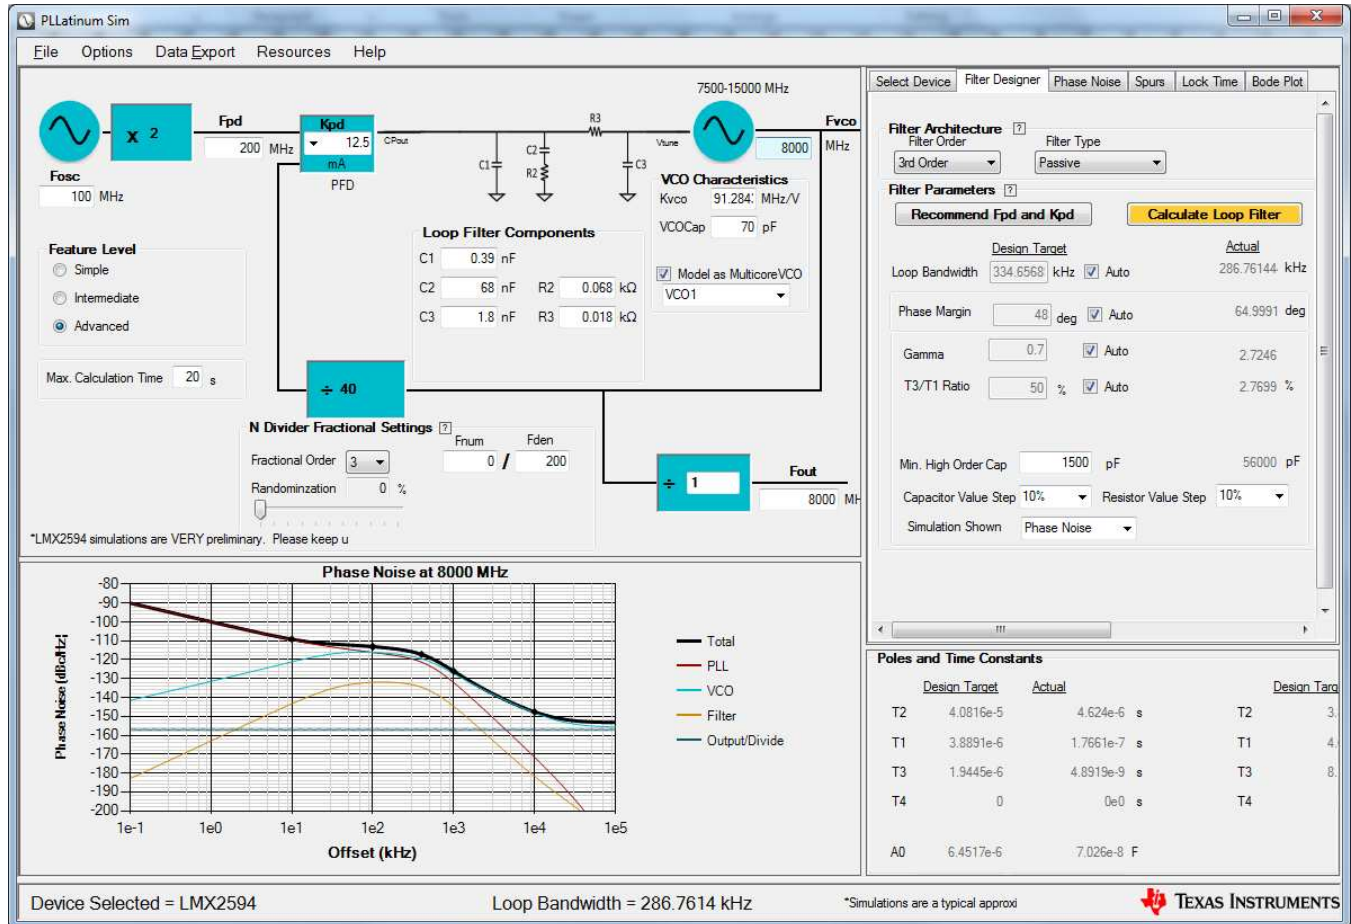 PLLatinum Sim
File Options Data Export Resources Help
7500-15000 MHz
x 2
Fpd
200 MHz
Kpd
12.5
mA
PFD
CPout
R3
C1
C2
R2
C3
Vtune
Fvco
8000 MHz
Fosc
100 MHz
VCO Characteristics
Kvco 91.284 MHz/V
VCOCap 70 pF
Model as MulticoreVCO
VCO1
Feature Level
Simple
Intermediate
Advanced
Loop Filter Components
C1 0.39 nF
C2 68 nF R2 0.068 kΩ
C3 1.8 nF R3 0.018 kΩ
Max. Calculation Time 20 s
÷ 40
N Divider Fractional Settings ?
Fnum Fden
Fractional Order 3 0 / 200
Randominzation 0 %
÷ 1
Fout
8000 MH
*LMX2594 simulations are VERY preliminary. Please keep u
Select Device Filter Designer Phase Noise Spurs Lock Time Bode Plot
Filter Architecture ?
Filter Order Filter Type
3rd Order Passive
Filter Parameters ?
Recommend Fpd and Kpd Calculate Loop Filter
Design Target Actual
Loop Bandwidth 334.6568 kHz Auto 286.76144 kHz
Phase Margin 48 deg Auto 64.9991 deg
Gamma 0.7 Auto 2.7246
T3/T1 Ratio 50 % Auto 2.7699 %
Min. High Order Cap 1500 pF 56000 pF
Capacitor Value Step 10% Resistor Value Step 10%
Simulation Shown Phase Noise
Phase Noise at 8000 MHz
Phase Noise (dBc/Hz)
-80
-90
-100
-110
-120
-130
-140
-150
-160
-170
-180
-190
-200
1e-1 1e0 1e1 1e2 1e3 1e4 1e5
Offset (kHz)
Total
PLL
VCO
Filter
Output/Divide
Poles and Time Constants
Design Target Actual Design Targ
T2 4.0816e-5 4.624e-6 s T2 3.
T1 3.8891e-6 1.7661e-7 s T1 4.
T3 1.9445e-6 4.8919e-9 s T3 8.
T4 0 0e0 s T4
A0 6.4517e-6 7.026e-8 F
Device Selected = LMX2594 Loop Bandwidth = 286.7614 kHz *Simulations are a typical approxi TEXAS INSTRUMENTS